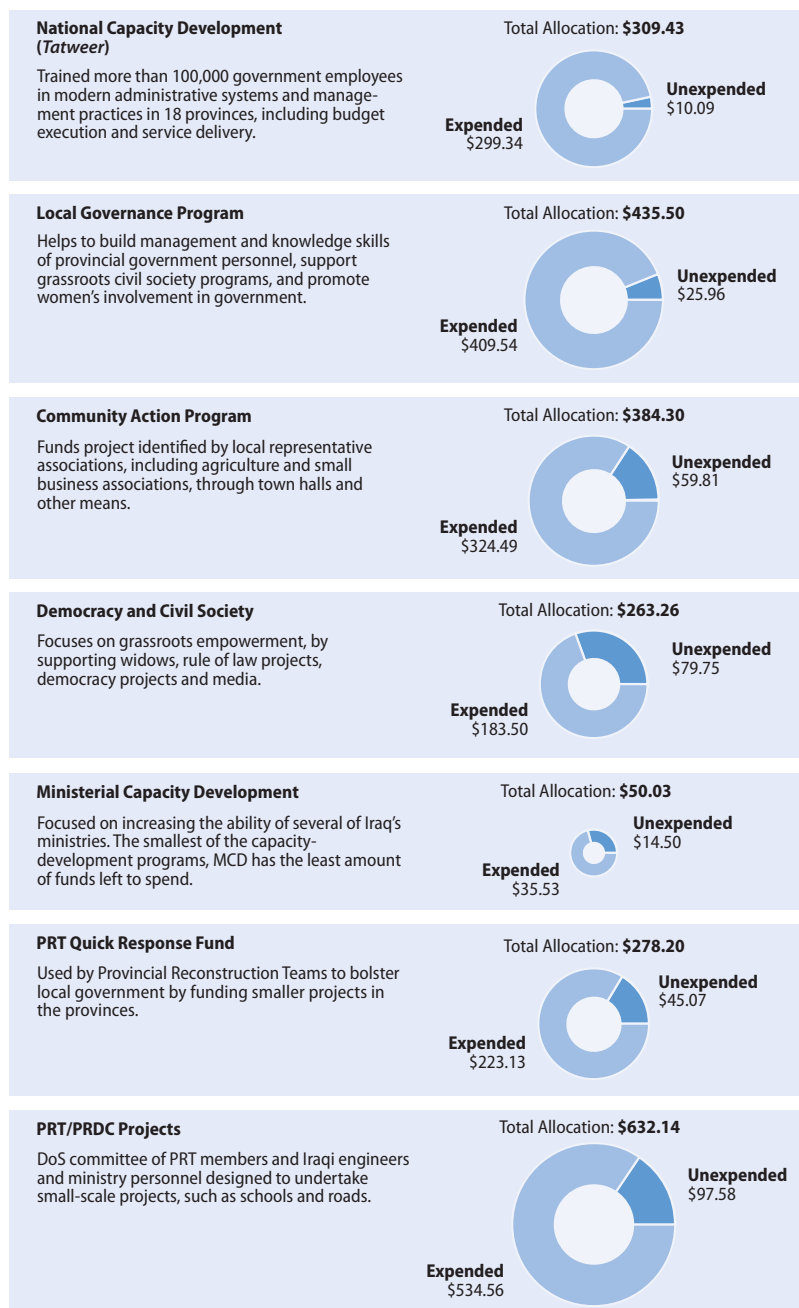 National Capacity Development
(Tatweer)
Trained more than 100,000 government employees
in modern administrative systems and manage-
ment practices in 18 provinces, including budget
execution and service delivery.
Total Allocation: $309.43
Unexpended
$10.09
Expended
$299.34
Local Governance Program
Helps to build management and knowledge skills
of provincial government personnel, support
grassroots civil society programs, and promote
women's involvement in government.
Total Allocation: $435.50
Unexpended
$25.96
Expended
$409.54
Community Action Program
Funds project identified by local representative
associations, including agriculture and small
business associations, through town halls and
other means.
Total Allocation: $384.30
Unexpended
$59.81
Expended
$324.49
Democracy and Civil Society
Focuses on grassroots empowerment, by
supporting widows, rule of law projects,
democracy projects and media.
Total Allocation: $263.26
Unexpended
$79.75
Expended
$183.50
Ministerial Capacity Development
Focused on increasing the ability of several of Iraq's
ministries. The smallest of the capacity-
development programs, MCD has the least amount
of funds left to spend.
Total Allocation: $50.03
Unexpended
$14.50
Expended
$35.53
PRT Quick Response Fund
Used by Provincial Reconstruction Teams to bolster
local government by funding smaller projects in
the provinces.
Total Allocation: $278.20
Unexpended
$45.07
Expended
$223.13
PRT/PRDC Projects
DoS committee of PRT members and Iraqi engineers
and ministry personnel designed to undertake
small-scale projects, such as schools and roads.
Total Allocation: $632.14
Unexpended
$97.58
Expended
$534.56